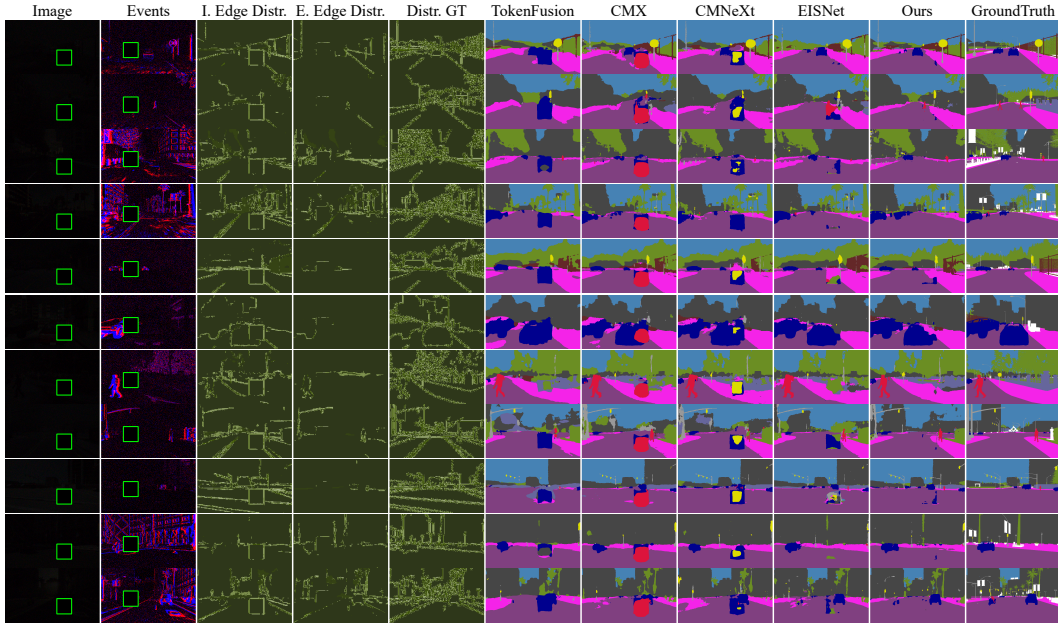 Image Events I. Edge Distr. E. Edge Distr. Distr. GT TokenFusion CMX CMNeXt EISNet Ours GroundTruth